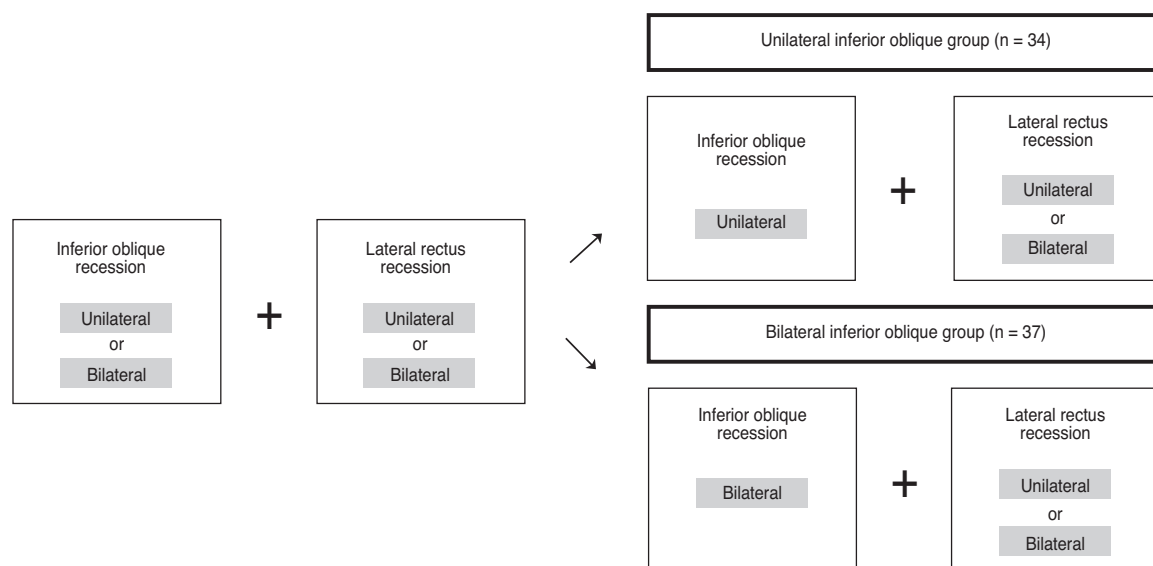 Unilateral inferior oblique group (n = 34)
Inferior oblique
recession
Unilateral
+
Lateral rectus
recession
Unilateral
or
Bilateral
Inferior oblique
recession
Unilateral
or
Bilateral
+
Lateral rectus
recession
Unilateral
or
Bilateral
Bilateral inferior oblique group (n = 37)
Inferior oblique
recession
Bilateral
+
Lateral rectus
recession
Unilateral
or
Bilateral